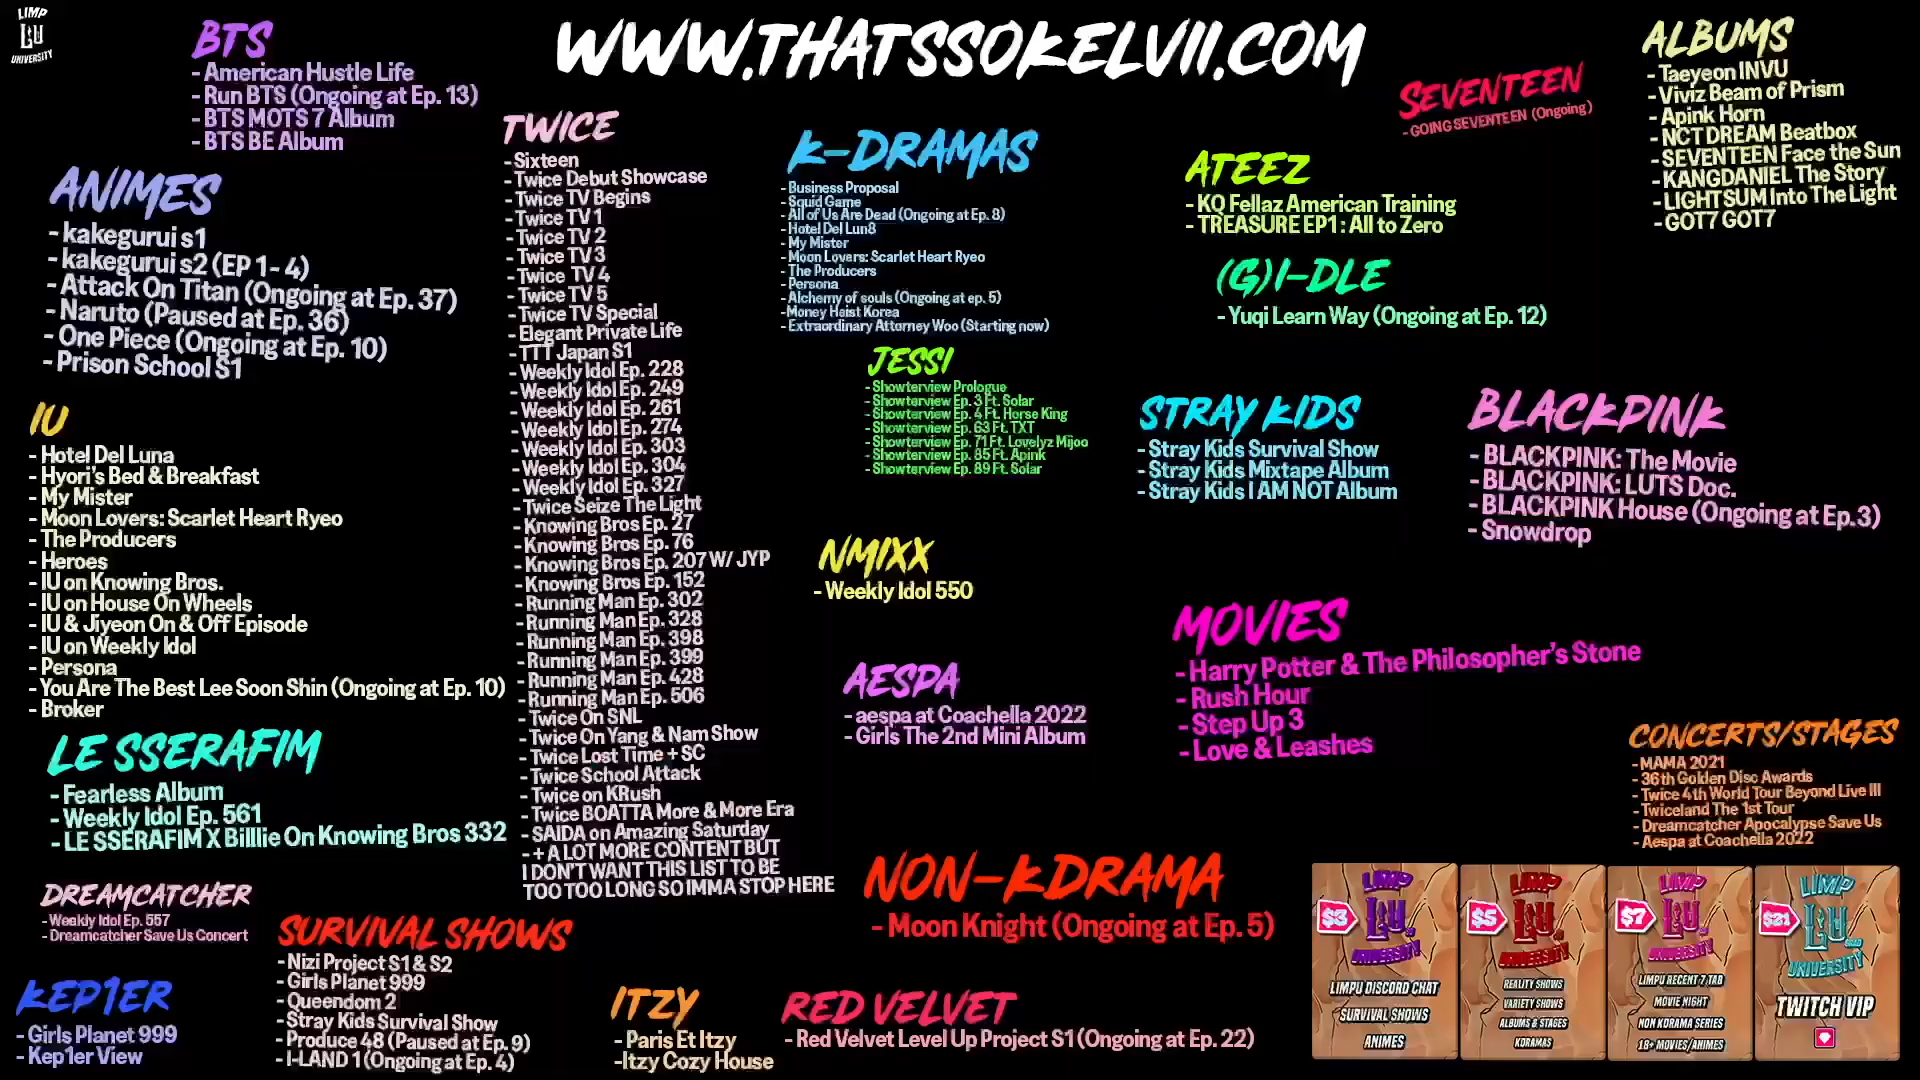 LIMP
LU
UNIVERSITY
WWW.THATSSOKELVII.COM
BTS
- American Hustle Life
- Run BTS (Ongoing at Ep. 13)
- BTS MOTS 7 Album
- BTS BE Album
ANIMES
- kakegurui s1
- kakegurui s2 (EP 1- 4)
- Attack On Titan (Ongoing at Ep. 37)
- Naruto (Paused at Ep. 36)
- One Piece (Ongoing at Ep. 10)
- Prison School S1
IU
- Hotel Del Luna
- Hyori's Bed & Breakfast
- My Mister
- Moon Lovers: Scarlet Heart Ryeo
- The Producers
- Heroes
- IU on Knowing Bros.
- IU on House On Wheels
- IU & Jiyeon On & Off Episode
- IU on Weekly Idol
- Persona
- You Are The Best Lee Soon Shin (Ongoing at Ep. 10)
- Broker
LE SSERAFIM
- Fearless Album
- Weekly Idol Ep. 561
- LE SSERAFIM X Billlie On Knowing Bros 332
DREAMCATCHER
- Weekly Idol Ep. 557
- Dreamcatcher Save Us Concert
KEP1ER
- Girls Planet 999
- Kep1er View
SURVIVAL SHOWS
- Nizi Project S1 & S2
- Girls Planet 999
- Queendom 2
- Stray Kids Survival Show
- Produce 48 (Paused at Ep. 9)
- I-LAND 1 (Ongoing at Ep. 4)
TWICE
- Sixteen
- Twice Debut Showcase
- Twice TV Begins
- Twice TV 1
- Twice TV 2
- Twice TV 3
- Twice TV 4
- Twice TV 5
- Twice TV Special
- Elegant Private Life
- TTT Japan S1
- Weekly Idol Ep. 228
- Weekly Idol Ep. 249
- Weekly Idol Ep. 261
- Weekly Idol Ep. 274
- Weekly Idol Ep. 303
- Weekly Idol Ep. 304
- Weekly Idol Ep. 327
- Twice Seize The Light
- Knowing Bros Ep. 27
- Knowing Bros Ep. 76
- Knowing Bros Ep. 207 W/ JYP
- Knowing Bros Ep. 152
- Running Man Ep. 302
- Running Man Ep. 328
- Running Man Ep. 398
- Running Man Ep. 399
- Running Man Ep. 428
- Running Man Ep. 506
- Twice On SNL
- Twice On Yang & Nam Show
- Twice Lost Time + SC
- Twice School Attack
- Twice on KRush
- Twice BOATTA More & More Era
- SAIDA on Amazing Saturday
- + A LOT MORE CONTENT BUT
I DON'T WANT THIS LIST TO BE
TOO TOO LONG SO IMMA STOP HERE
K-DRAMAS
- Business Proposal
- Squid Game
- All of Us Are Dead (Ongoing at Ep. 8)
- Hotel Del Lun8
- My Mister
- Moon Lovers: Scarlet Heart Ryeo
- The Producers
- Persona
- Alchemy of souls (Ongoing at ep. 5)
- Money Heist Korea
- Extraordinary Attorney Woo (Starting now)
JESSI
- Showterview Prologue
- Showterview Ep. 3 Ft. Solar
- Showterview Ep. 4 Ft. Horse King
- Showterview Ep. 63 Ft. TXT
- Showterview Ep. 71 Ft. Lovelyz Mijoo
- Showterview Ep. 85 Ft. Apink
- Showterview Ep. 89 Ft. Solar
NMIXX
- Weekly Idol 550
AESPA
- aespa at Coachella 2022
- Girls The 2nd Mini Album
NON-KDRAMA
- Moon Knight (Ongoing at Ep. 5)
ITZY
- Paris Et Itzy
-Itzy Cozy House
RED VELVET
- Red Velvet Level Up Project S1 (Ongoing at Ep. 22)
SEVENTEEN
- GOING SEVENTEEN (Ongoing)
ATEEZ
- KQ Fellaz American Training
- TREASURE EP1 : All to Zero
(G)I-DLE
- Yuqi Learn Way (Ongoing at Ep. 12)
STRAY KIDS
- Stray Kids Survival Show
- Stray Kids Mixtape Album
- Stray Kids I AM NOT Album
MOVIES
- Harry Potter & The Philosopher's Stone
- Rush Hour
- Step Up 3
- Love & Leashes
ALBUMS
- Taeyeon INVU
- Viviz Beam of Prism
- Apink Horn
- NCT DREAM Beatbox
- SEVENTEEN Face the Sun
- KANGDANIEL The Story
- LIGHTSUM Into The Light
- GOT7 GOT7
BLACKPINK
- BLACKPINK: The Movie
- BLACKPINK: LUTS Doc.
- BLACKPINK House (Ongoing at Ep.3)
- Snowdrop
CONCERTS/STAGES
- MAMA 2021
- 36th Golden Disc Awards
- Twice 4th World Tour Beyond Live III
- Twiceland The 1st Tour
- Dreamcatcher Apocalypse Save Us
- Aespa at Coachella 2022
LIMP
$3
LU
UNIVERSITY
LIMPU DISCORD CHAT
SURVIVAL SHOWS
ANIMES
LIMP
$5
LU
UNIVERSITY
REALITY SHOWS
VARIETY SHOWS
ALBUMS & STAGES
KDRAMAS
LIMP
$7
LU
UNIVERSITY
LIMPU RECENT 7 TAB
MOVIE NIGHT
NON KDRAMA SERIES
18+ MOVIES/ANIMES
LIMP
$21
LU
GRAD
UNIVERSITY
TWITCH VIP